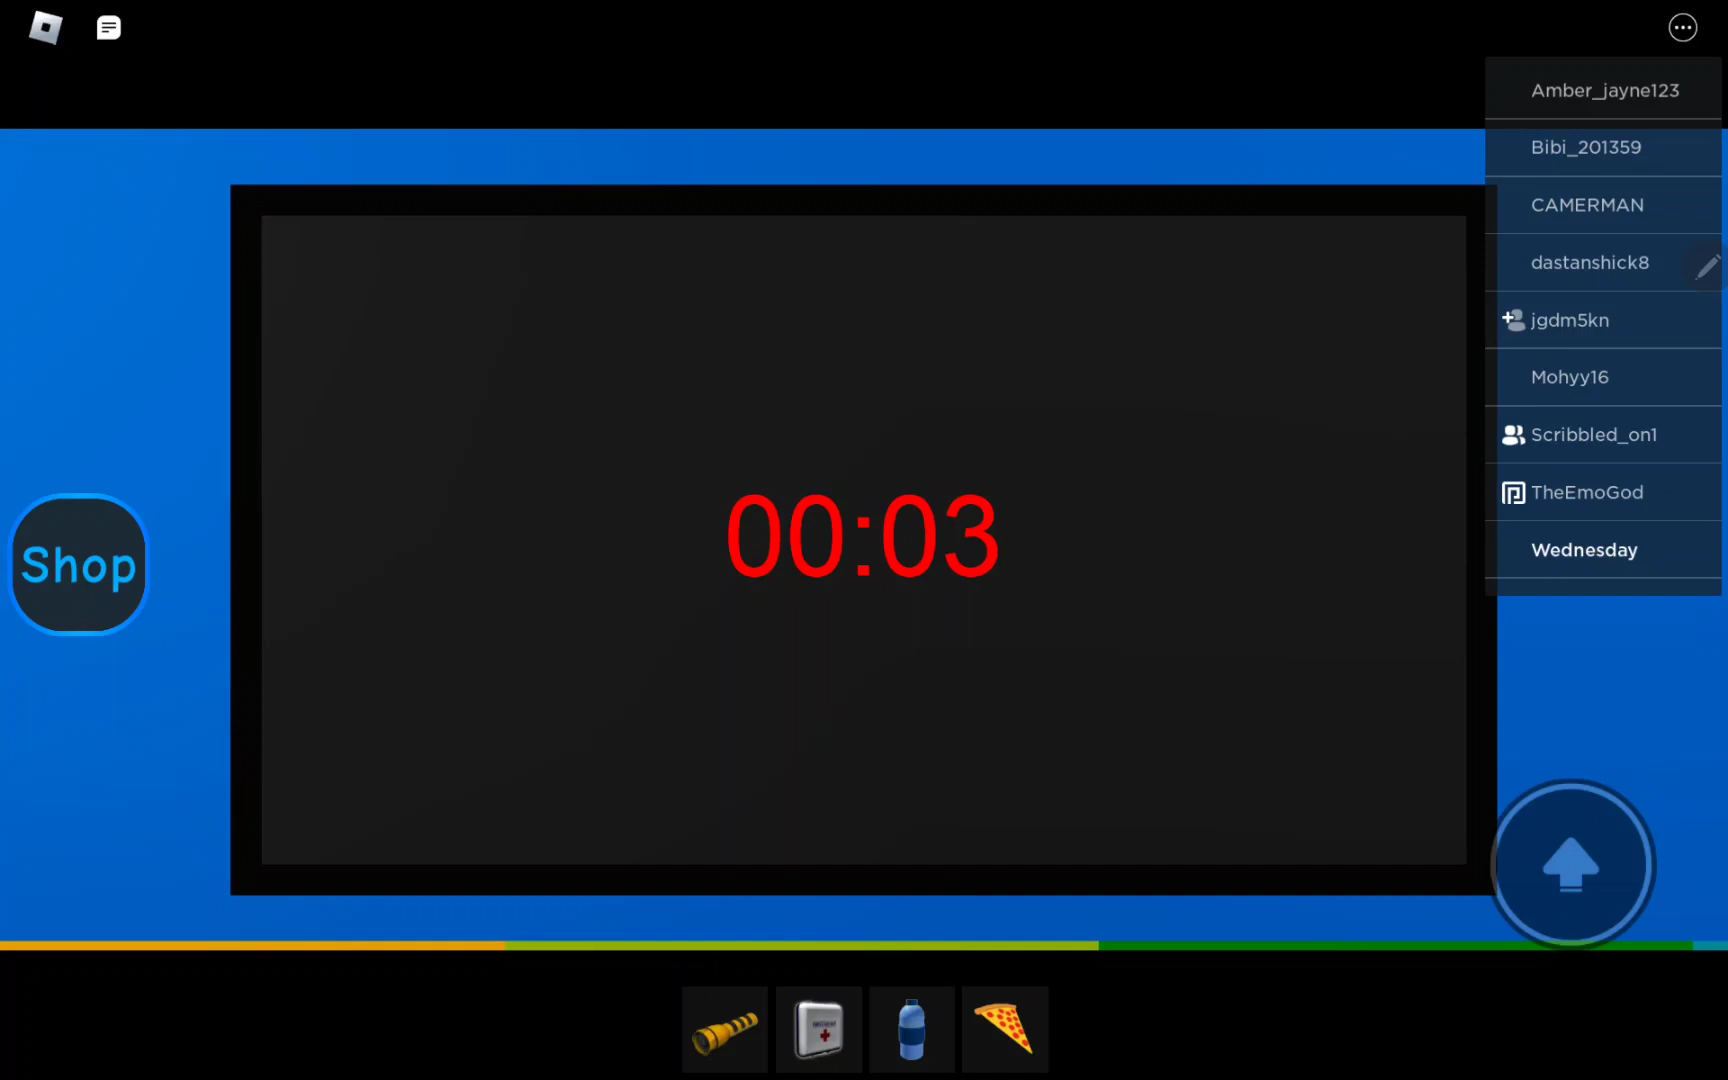 Amber_jayne123
Bibi_201359
CAMERMAN
dastanshick8
jgdm5kn
Mohyy16
Scribbled_on1
TheEmoGod
Wednesday
00:03
Shop